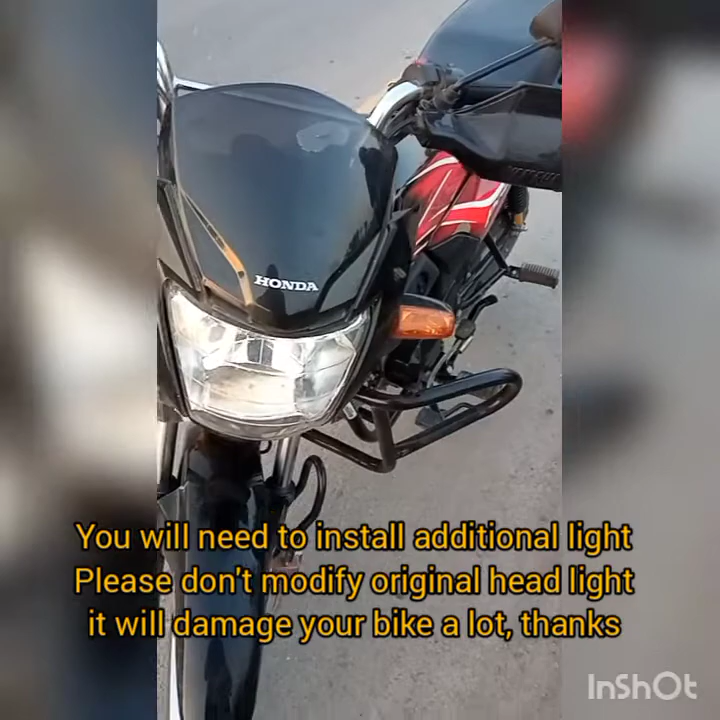 HONDA
You will need to install additional light
Please don't modify original head light
it will damage your bike a lot, thanks
InShOt